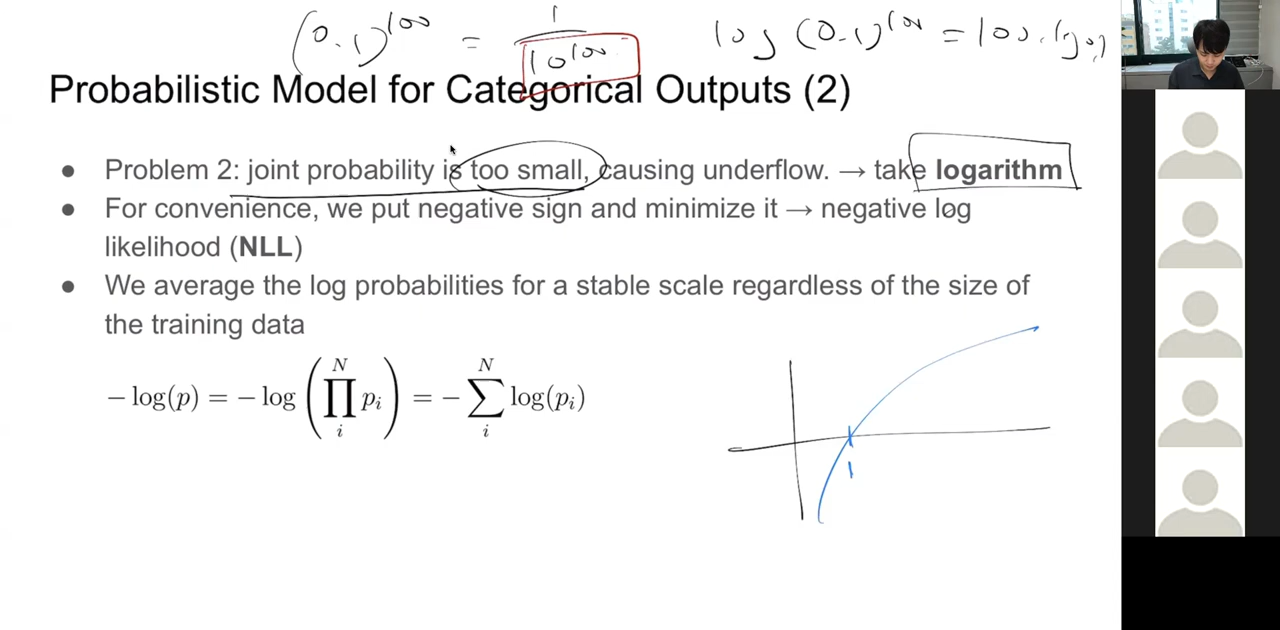 (0.1)^100 = 1/10^100 log (0.1)^100 = 100. log 0.1
Probabilistic Model for Categorical Outputs (2)
● Problem 2: joint probability is too small, causing underflow. → take logarithm
● For convenience, we put negative sign and minimize it → negative log
likelihood (NLL)
● We average the log probabilities for a stable scale regardless of the size of
the training data
− log(p) = − log (∏_i^N p_i) = − ∑_i^N log(p_i)
1